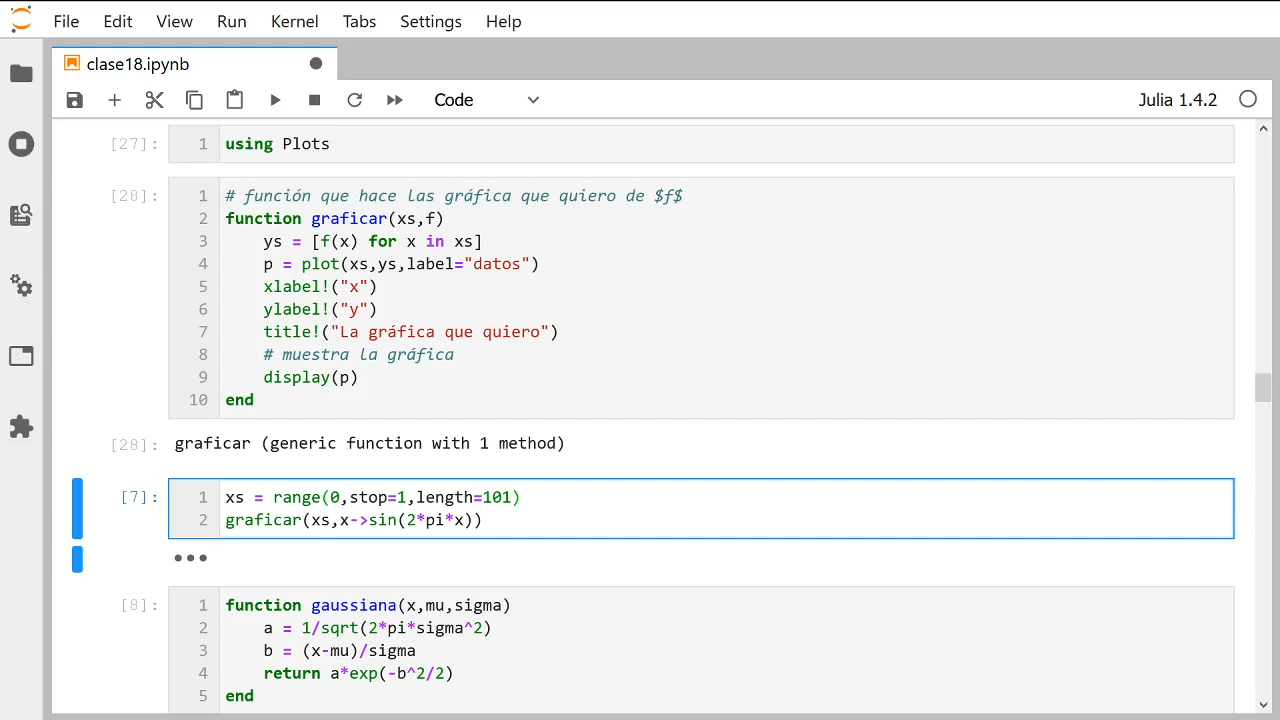 File Edit View Run Kernel Tabs Settings Help
clase18.ipynb
Code
Julia 1.4.2
[27]: 1 using Plots
[28]: 1 # función que hace las gráfica que quiero de $f$
2 function graficar(xs,f)
3 ys = [f(x) for x in xs]
4 p = plot(xs,ys,label="datos")
5 xlabel!("x")
6 ylabel!("y")
7 title!("La gráfica que quiero")
8 # muestra la gráfica
9 display(p)
10 end
[28]: graficar (generic function with 1 method)
[7]: 1 xs = range(0,stop=1,length=101)
2 graficar(xs,x->sin(2*pi*x))
[8]: 1 function gaussiana(x,mu,sigma)
2 a = 1/sqrt(2*pi*sigma^2)
3 b = (x-mu)/sigma
4 return a*exp(-b^2/2)
5 end